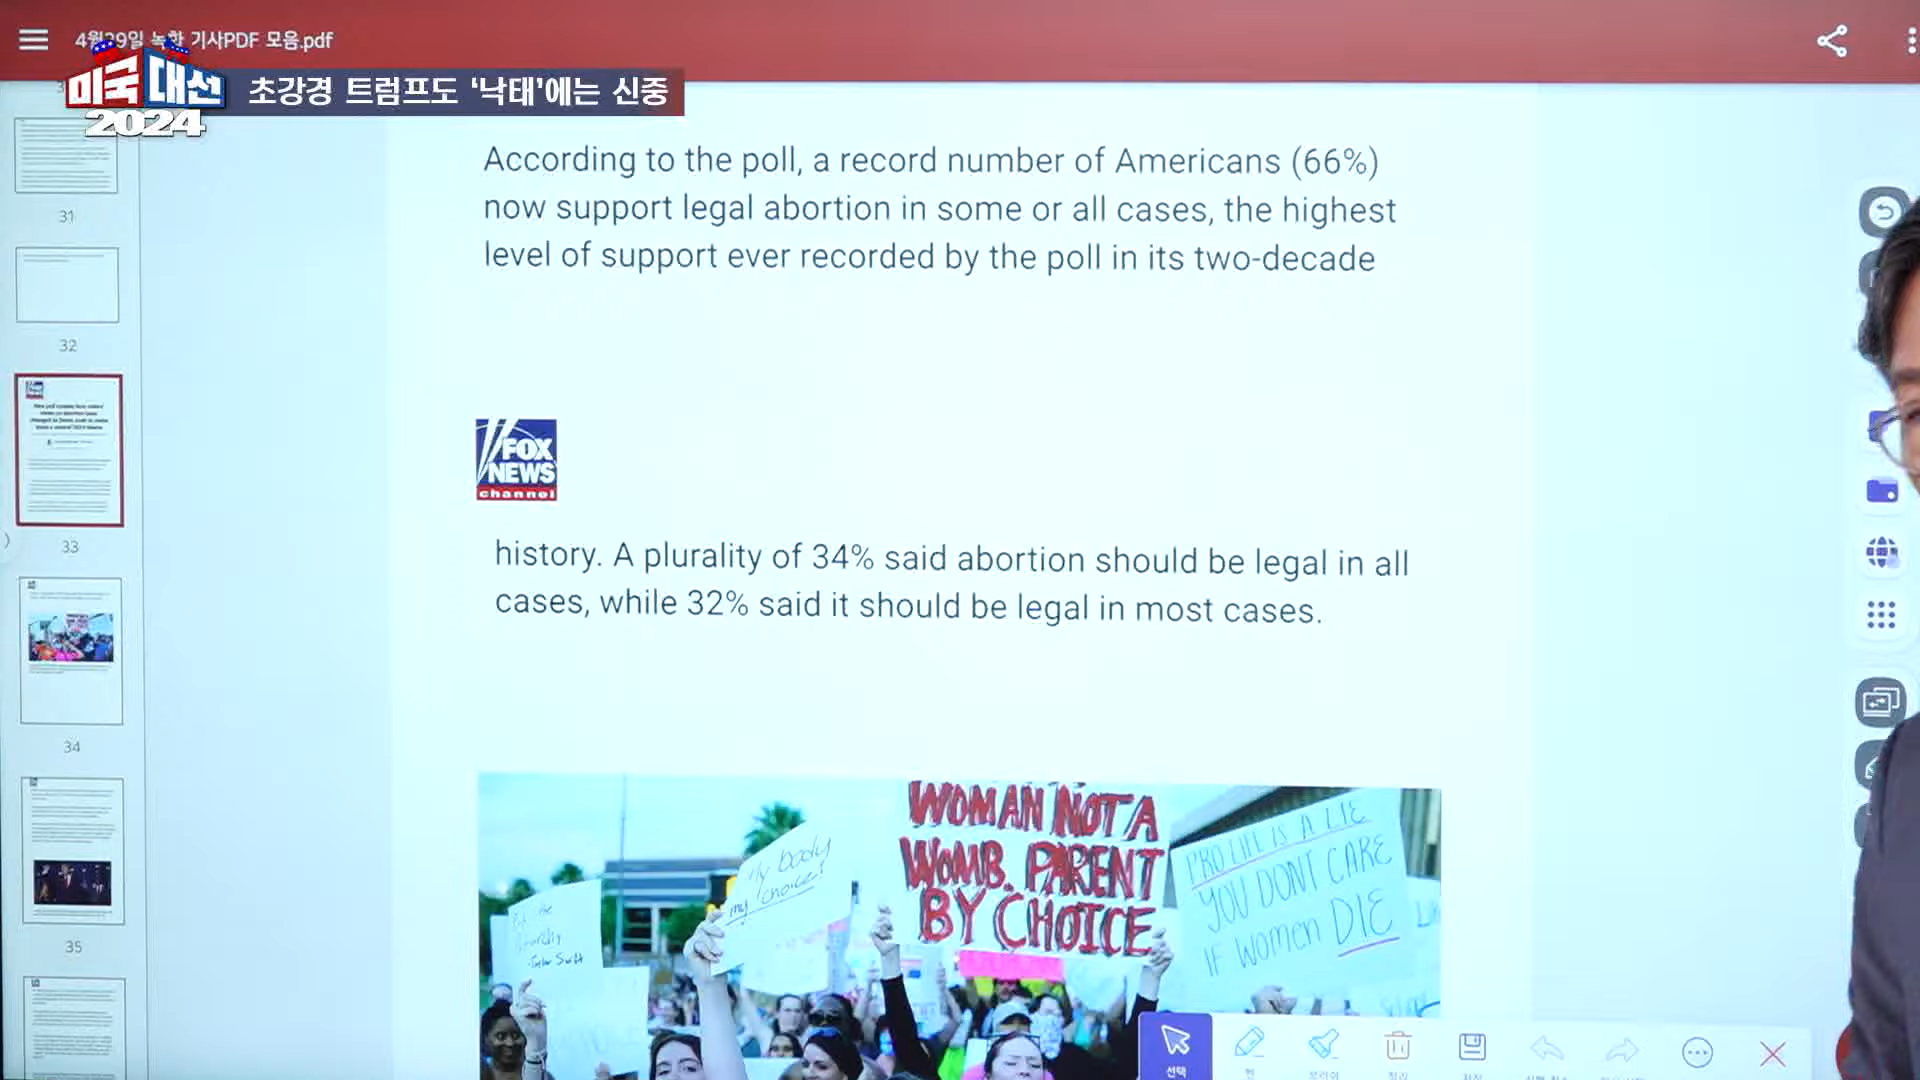 4월29일 녹화 기사PDF 모음.pdf
미국대선
2024
초강경 트럼프도 ‘낙태’에는 신중
According to the poll, a record number of Americans (66%)
now support legal abortion in some or all cases, the highest
level of support ever recorded by the poll in its two-decade
FOX
NEWS
channel
history. A plurality of 34% said abortion should be legal in all
cases, while 32% said it should be legal in most cases.
31
32
33
34
35
WOMAN NOT A
WOMB. PARENT
BY CHOICE
My body
my choice!
PRO LIFE IS A LIE
YOU DONT CARE
IF WOMEN DIE
-Taylor Swift
선택
펜